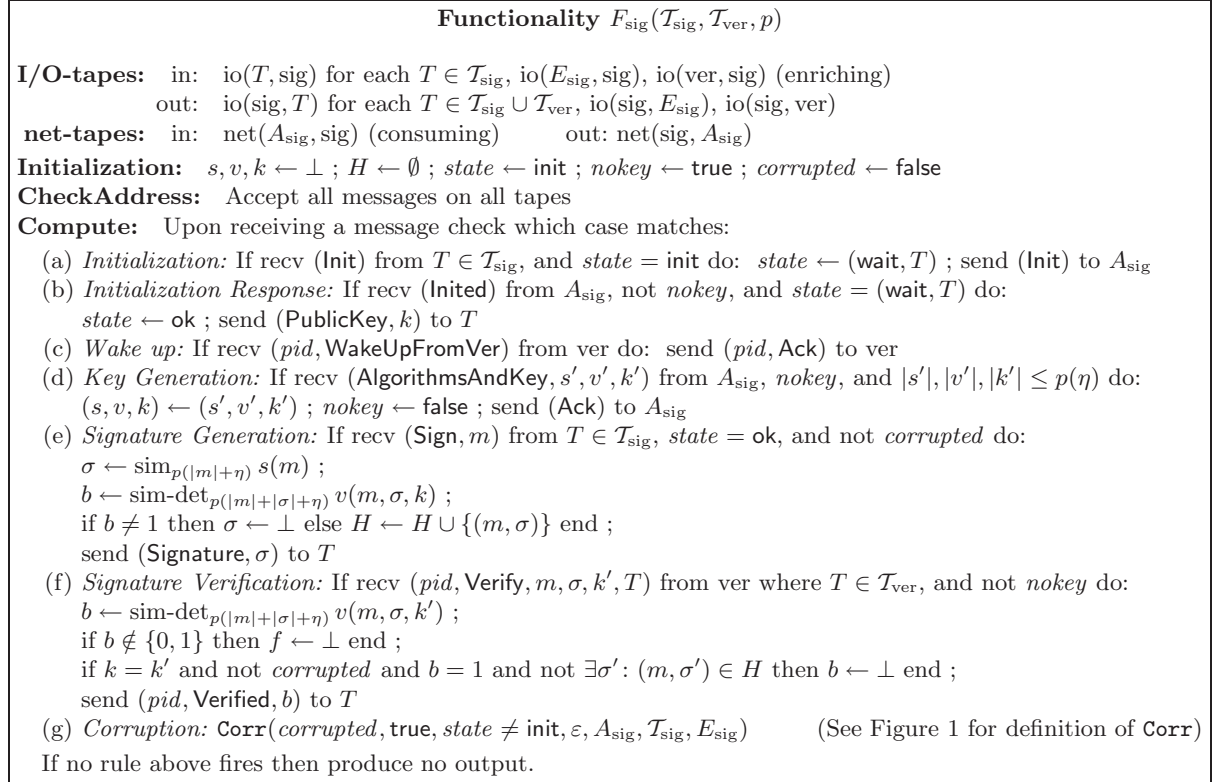 Functionality F_sig(𝒯_sig, 𝒯_ver, p)
I/O-tapes: in: io(T, sig) for each T ∈ 𝒯_sig, io(E_sig, sig), io(ver, sig) (enriching)
out: io(sig, T) for each T ∈ 𝒯_sig ∪ 𝒯_ver, io(sig, E_sig), io(sig, ver)
net-tapes: in: net(A_sig, sig) (consuming) out: net(sig, A_sig)
Initialization: s, v, k ← ⊥ ; H ← ∅ ; state ← init ; nokey ← true ; corrupted ← false
CheckAddress: Accept all messages on all tapes
Compute: Upon receiving a message check which case matches:
(a) Initialization: If recv (Init) from T ∈ 𝒯_sig, and state = init do: state ← (wait, T) ; send (Init) to A_sig
(b) Initialization Response: If recv (Inited) from A_sig, not nokey, and state = (wait, T) do:
state ← ok ; send (PublicKey, k) to T
(c) Wake up: If recv (pid, WakeUpFromVer) from ver do: send (pid, Ack) to ver
(d) Key Generation: If recv (AlgorithmsAndKey, s′, v′, k′) from A_sig, nokey, and |s′|, |v′|, |k′| ≤ p(η) do:
(s, v, k) ← (s′, v′, k′) ; nokey ← false ; send (Ack) to A_sig
(e) Signature Generation: If recv (Sign, m) from T ∈ 𝒯_sig, state = ok, and not corrupted do:
σ ← sim_{p(|m|+η)} s(m) ;
b ← sim-det_{p(|m|+|σ|+η)} v(m, σ, k) ;
if b ≠ 1 then σ ← ⊥ else H ← H ∪ {(m, σ)} end ;
send (Signature, σ) to T
(f) Signature Verification: If recv (pid, Verify, m, σ, k′, T) from ver where T ∈ 𝒯_ver, and not nokey do:
b ← sim-det_{p(|m|+|σ|+η)} v(m, σ, k′) ;
if b ∉ {0, 1} then f ← ⊥ end ;
if k = k′ and not corrupted and b = 1 and not ∃σ′ : (m, σ′) ∈ H then b ← ⊥ end ;
send (pid, Verified, b) to T
(g) Corruption: Corr(corrupted, true, state ≠ init, ε, A_sig, 𝒯_sig, E_sig) (See Figure 1 for definition of Corr)
If no rule above fires then produce no output.